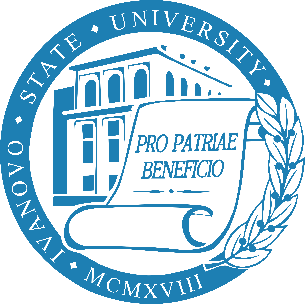 IVANOVO ♦ STATE ♦ UNIVERSITY ♦
PRO PATRIAE
BENEFICIO
♦ MCMXVIII